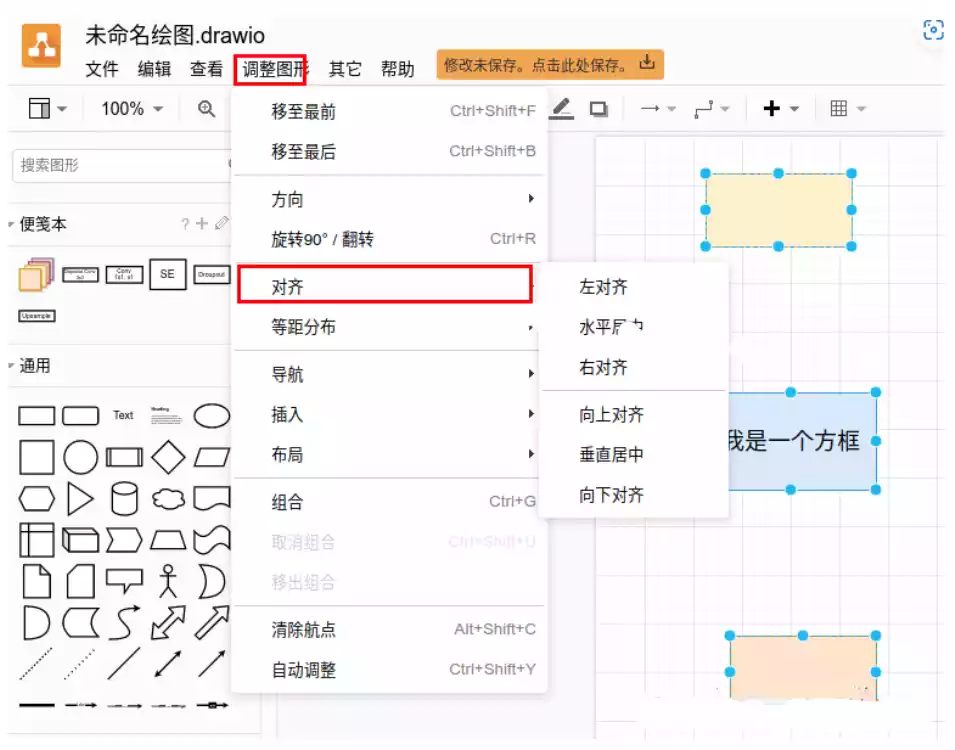 未命名绘图.drawio
文件 编辑 查看 调整图形 其它 帮助
修改未保存。点击此处保存。
100%
搜索图形
便笺本
?
SE
Dropout
Upsample
通用
Text
Heading
移至最前 Ctrl+Shift+F
移至最后 Ctrl+Shift+B
方向
旋转90° / 翻转 Ctrl+R
对齐
等距分布
导航
插入
布局
组合 Ctrl+G
取消组合 Ctrl+Shift+U
移出组合
清除航点 Alt+Shift+C
自动调整 Ctrl+Shift+Y
左对齐
水平
右对齐
向上对齐
垂直居中
向下对齐
我是一个方框